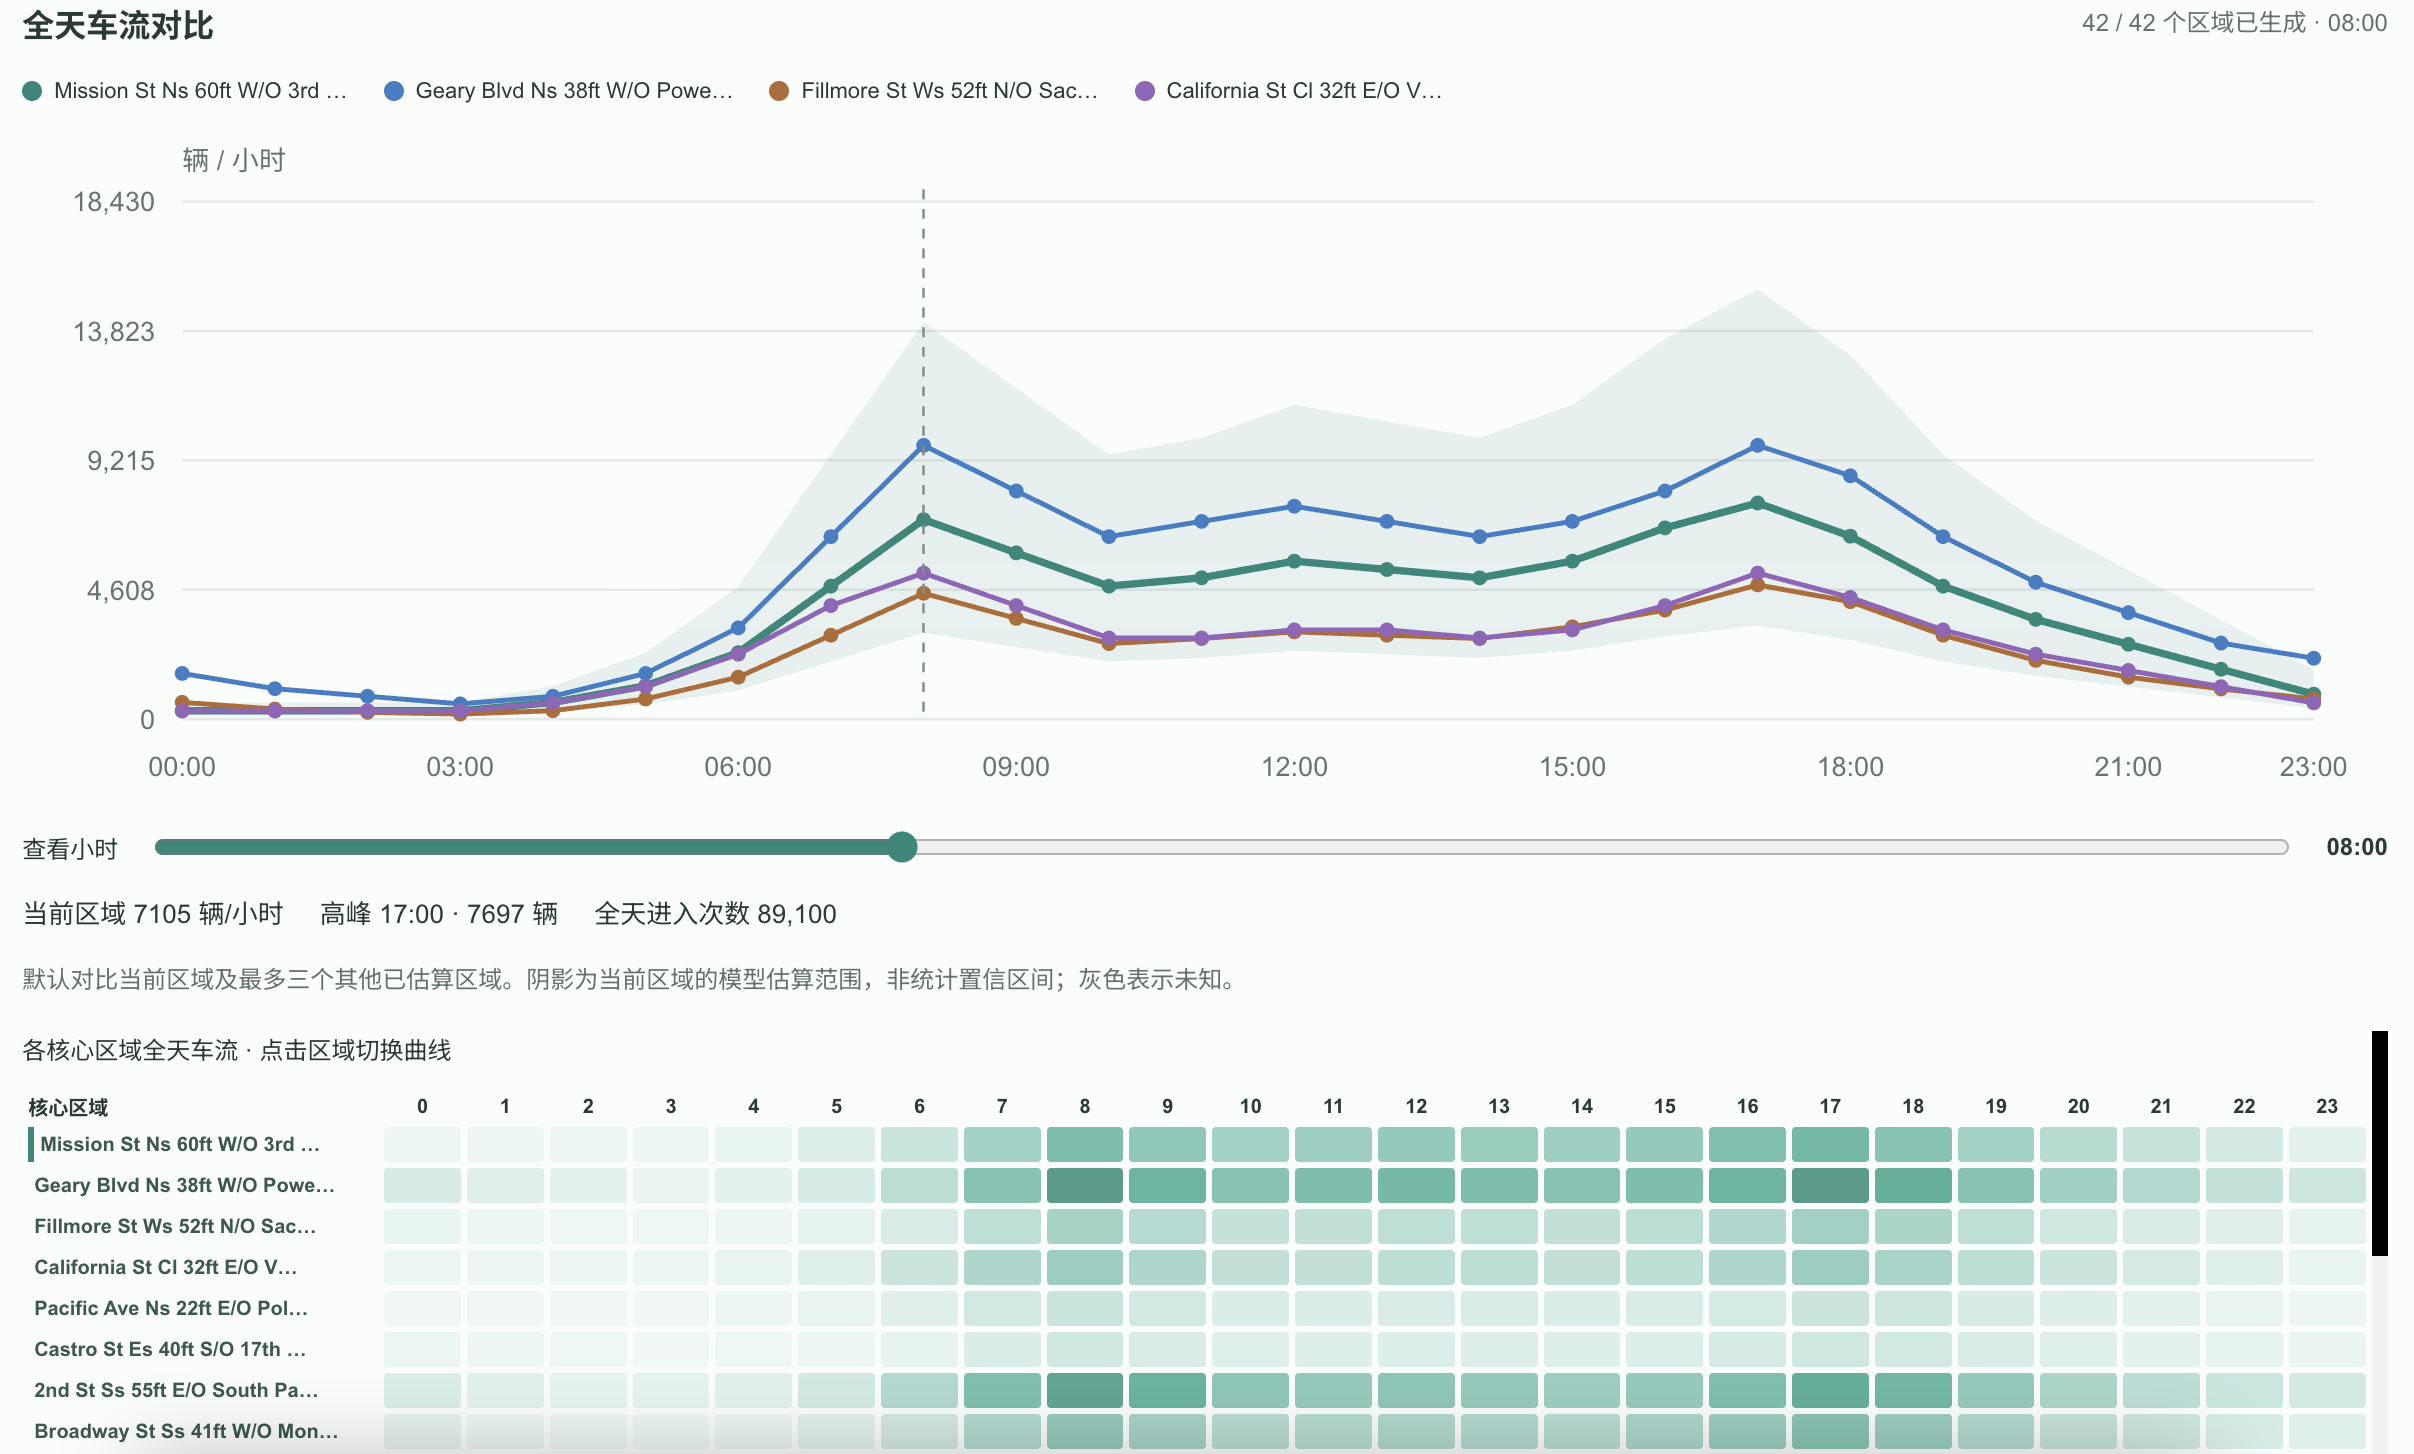 全天车流对比
42 / 42 个区域已生成 · 08:00
Mission St Ns 60ft W/O 3rd …
Geary Blvd Ns 38ft W/O Powe…
Fillmore St Ws 52ft N/O Sac…
California St Cl 32ft E/O V…
辆 / 小时
18,430
13,823
9,215
4,608
0
00:00 03:00 06:00 09:00 12:00 15:00 18:00 21:00 23:00
查看小时
08:00
当前区域 7105 辆/小时 高峰 17:00 · 7697 辆 全天进入次数 89,100
默认对比当前区域及最多三个其他已估算区域。阴影为当前区域的模型估算范围，非统计置信区间；灰色表示未知。
各核心区域全天车流 · 点击区域切换曲线
核心区域 0 1 2 3 4 5 6 7 8 9 10 11 12 13 14 15 16 17 18 19 20 21 22 23
Mission St Ns 60ft W/O 3rd …
Geary Blvd Ns 38ft W/O Powe…
Fillmore St Ws 52ft N/O Sac…
California St Cl 32ft E/O V…
Pacific Ave Ns 22ft E/O Pol…
Castro St Es 40ft S/O 17th …
2nd St Ss 55ft E/O South Pa…
Broadway St Ss 41ft W/O Mon…